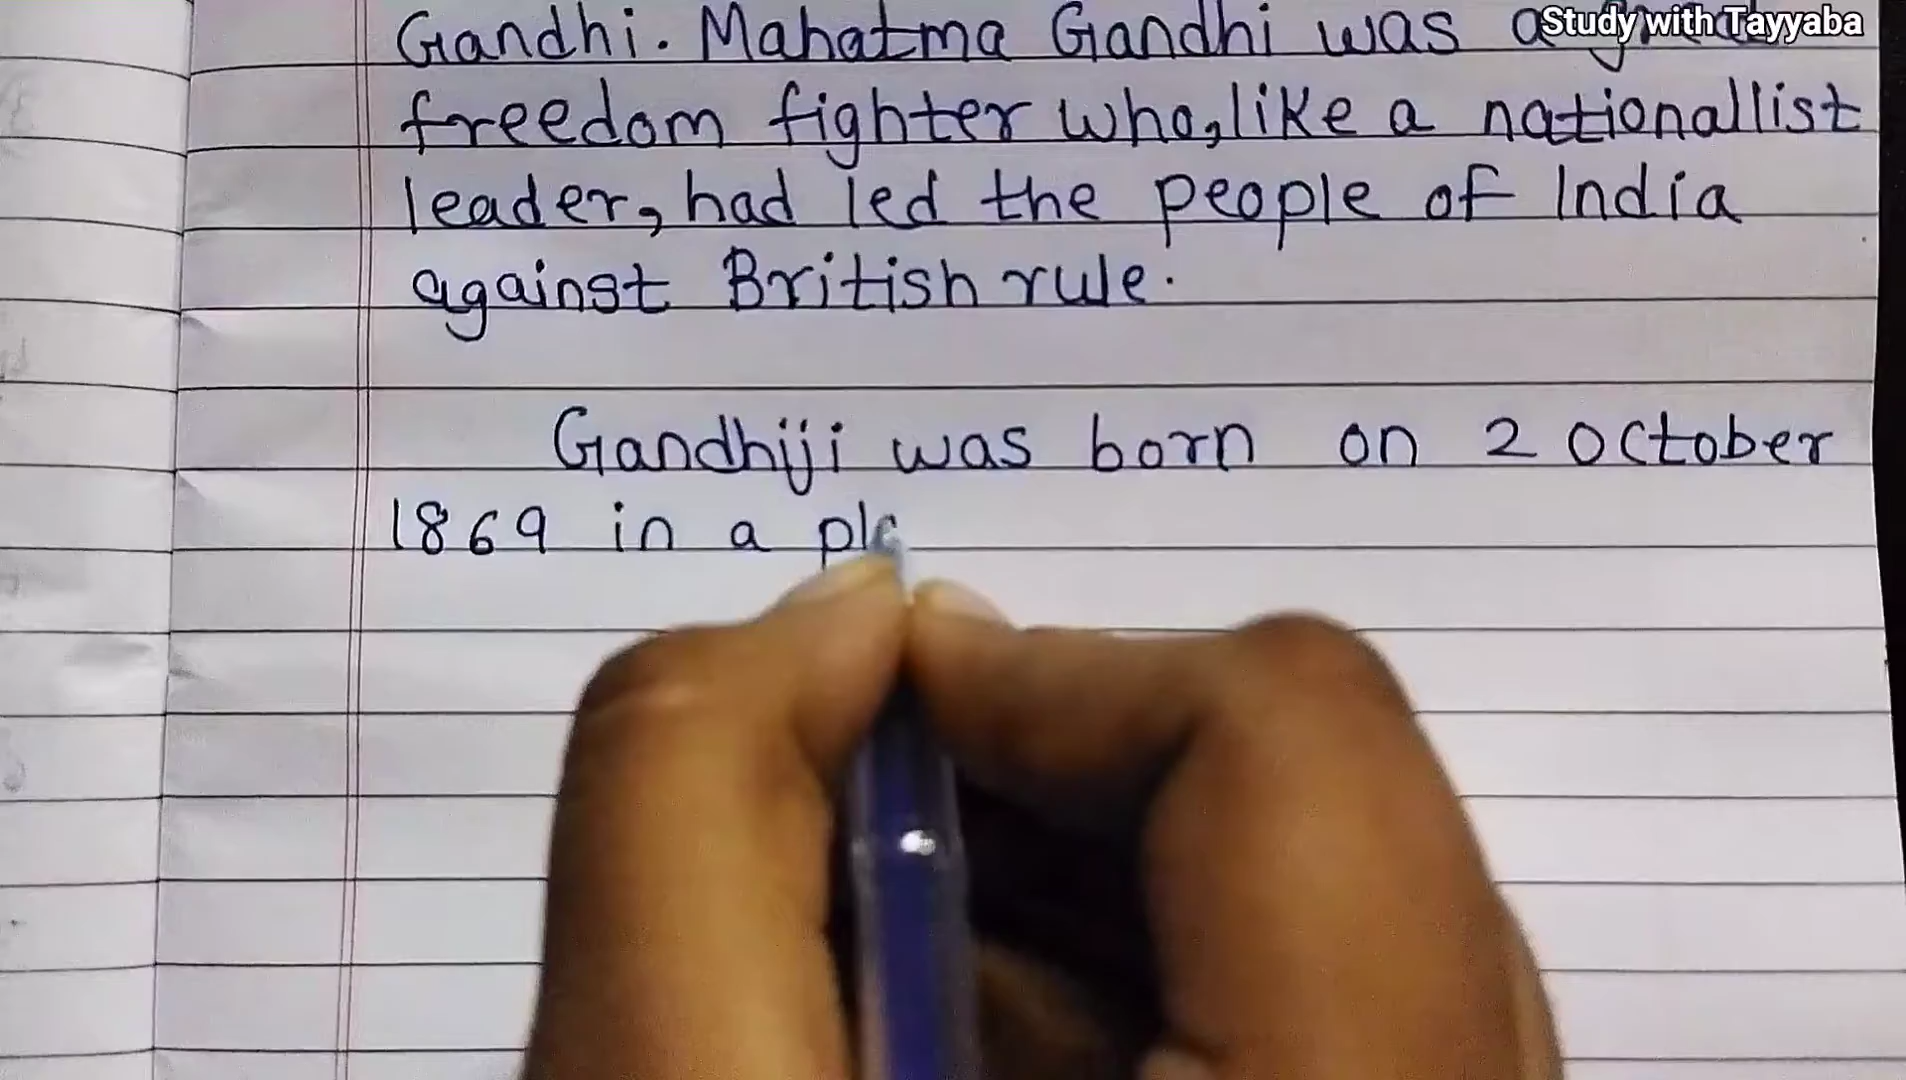 Study with Tayyaba
Gandhi. Mahatma Gandhi was a
freedom fighter who, like a nationallist
leader, had led the people of India
against British rule.
Gandhiji was born on 2 October
1869 in a